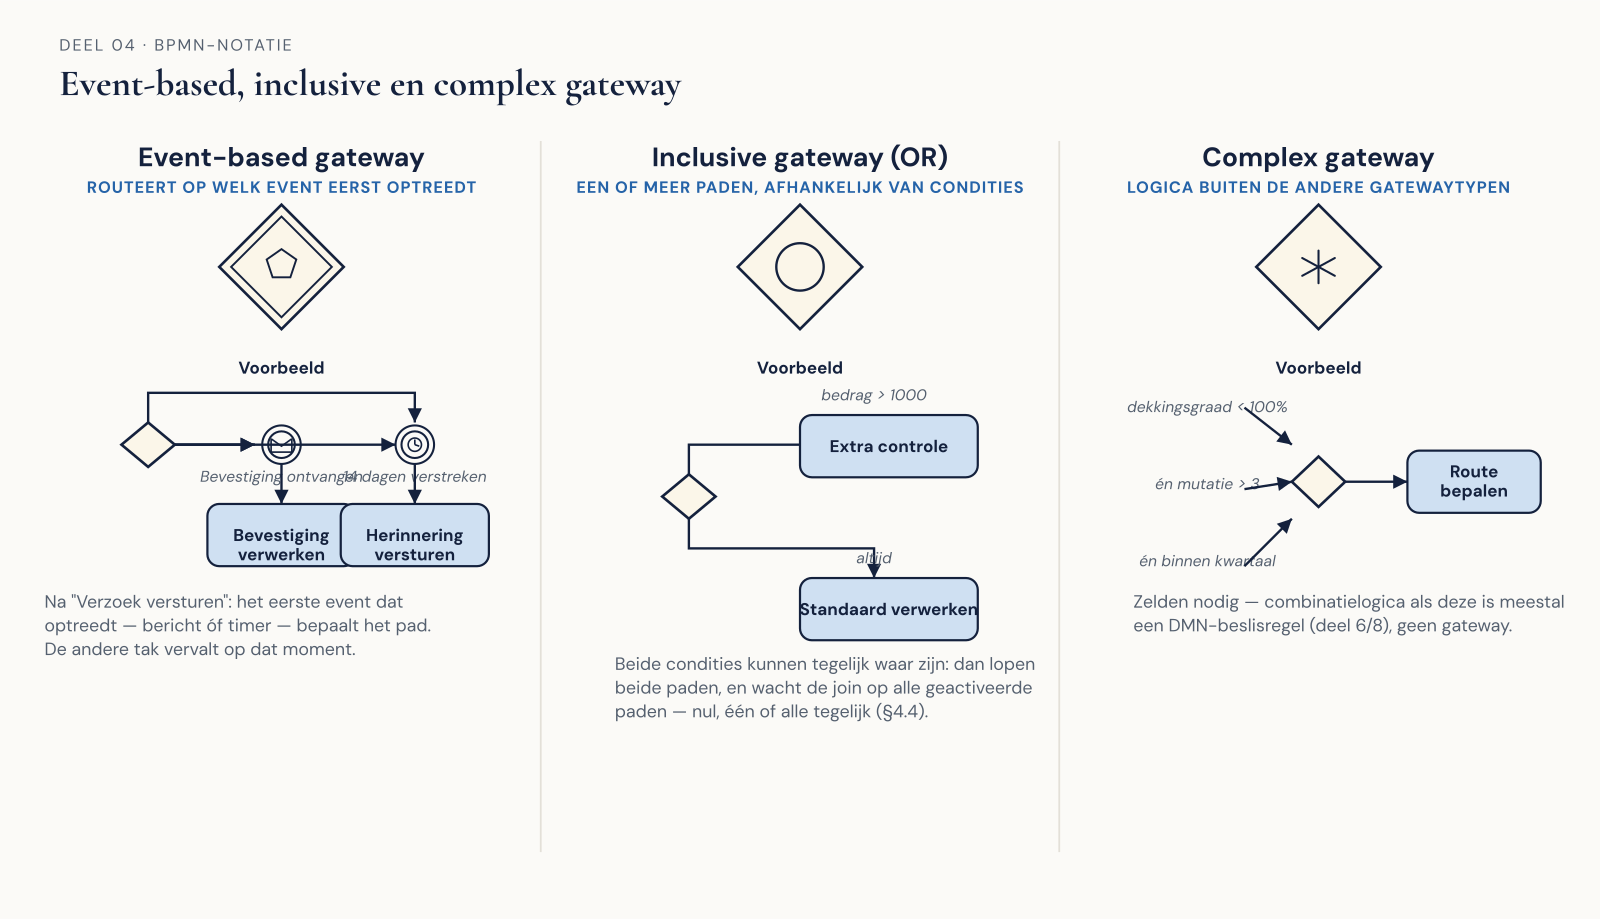 DEEL 04 · BPMN-NOTATIE
Event-based, inclusive en complex gateway
Event-based gateway
ROUTEERT OP WELK EVENT EERST OPTREEDT
Voorbeeld
Bevestiging ontvangen
14 dagen verstreken
Bevestiging
verwerken
Herinnering
versturen
Na "Verzoek versturen": het eerste event dat
optreedt — bericht óf timer — bepaalt het pad.
De andere tak vervalt op dat moment.
Inclusive gateway (OR)
EEN OF MEER PADEN, AFHANKELIJK VAN CONDITIES
Voorbeeld
bedrag > 1000
Extra controle
altijd
Standaard verwerken
Beide condities kunnen tegelijk waar zijn: dan lopen
beide paden, en wacht de join op alle geactiveerde
paden — nul, één of alle tegelijk (§4.4).
Complex gateway
LOGICA BUITEN DE ANDERE GATEWAYTYPEN
Voorbeeld
dekkingsgraad < 100%
én mutatie > 3
én binnen kwartaal
Route
bepalen
Zelden nodig — combinatielogica als deze is meestal
een DMN-beslisregel (deel 6/8), geen gateway.